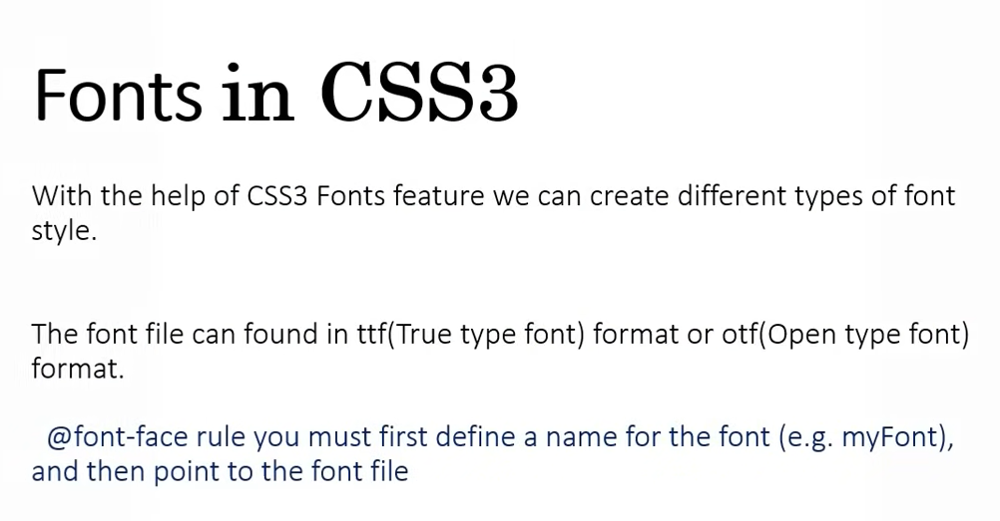 Fonts in CSS3
With the help of CSS3 Fonts feature we can create different types of font
style.
The font file can found in ttf(True type font) format or otf(Open type font)
format.
@font-face rule you must first define a name for the font (e.g. myFont),
and then point to the font file